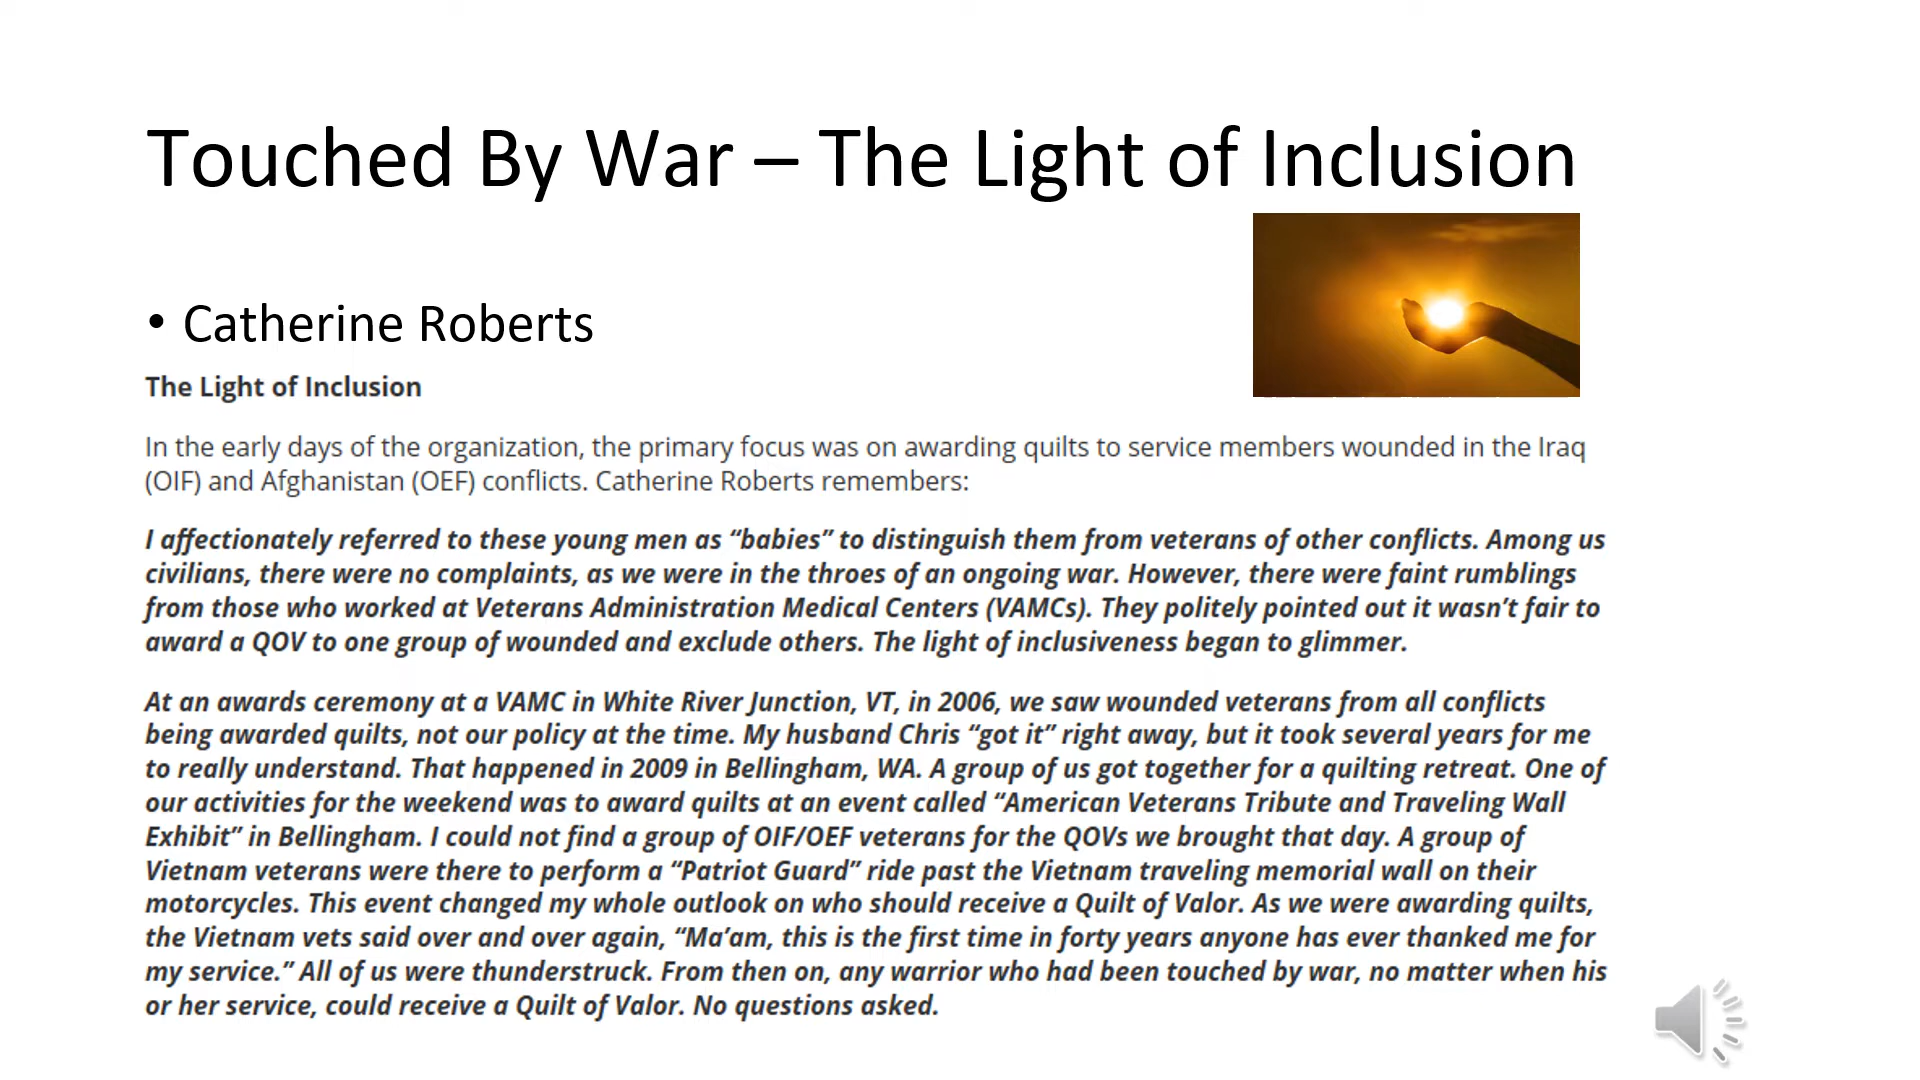 Touched By War – The Light of Inclusion
• Catherine Roberts
The Light of Inclusion
In the early days of the organization, the primary focus was on awarding quilts to service members wounded in the Iraq
(OIF) and Afghanistan (OEF) conflicts. Catherine Roberts remembers:
I affectionately referred to these young men as “babies” to distinguish them from veterans of other conflicts. Among us
civilians, there were no complaints, as we were in the throes of an ongoing war. However, there were faint rumblings
from those who worked at Veterans Administration Medical Centers (VAMCs). They politely pointed out it wasn’t fair to
award a QOV to one group of wounded and exclude others. The light of inclusiveness began to glimmer.
At an awards ceremony at a VAMC in White River Junction, VT, in 2006, we saw wounded veterans from all conflicts
being awarded quilts, not our policy at the time. My husband Chris “got it” right away, but it took several years for me
to really understand. That happened in 2009 in Bellingham, WA. A group of us got together for a quilting retreat. One of
our activities for the weekend was to award quilts at an event called “American Veterans Tribute and Traveling Wall
Exhibit” in Bellingham. I could not find a group of OIF/OEF veterans for the QOVs we brought that day. A group of
Vietnam veterans were there to perform a “Patriot Guard” ride past the Vietnam traveling memorial wall on their
motorcycles. This event changed my whole outlook on who should receive a Quilt of Valor. As we were awarding quilts,
the Vietnam vets said over and over again, “Ma’am, this is the first time in forty years anyone has ever thanked me for
my service.” All of us were thunderstruck. From then on, any warrior who had been touched by war, no matter when his
or her service, could receive a Quilt of Valor. No questions asked.